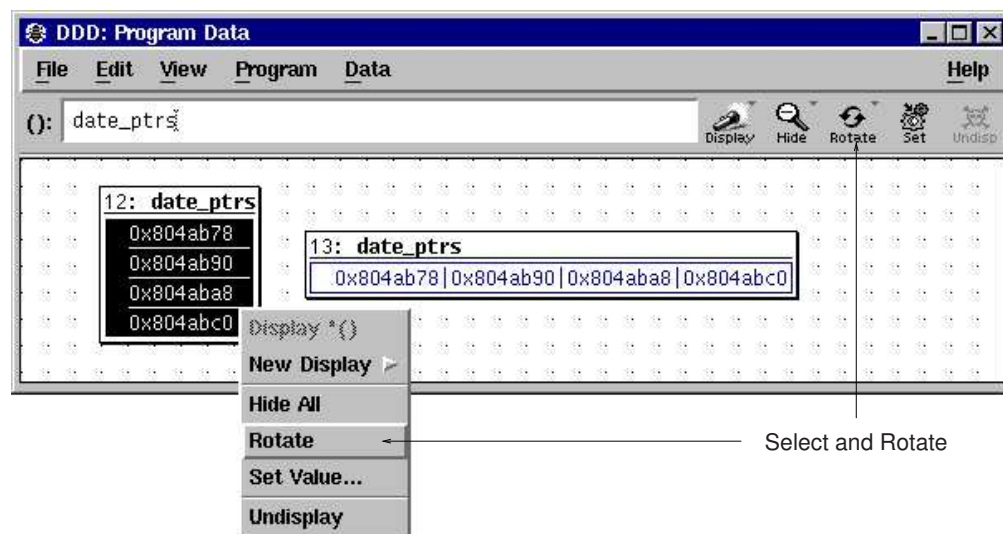 DDD: Program Data
File Edit View Program Data Help
(): date_ptrs
Display Hide Rotate Set Undisp
12: date_ptrs
0x804ab78
0x804ab90
0x804aba8
0x804abc0
13: date_ptrs
0x804ab78|0x804ab90|0x804aba8|0x804abc0
Display *()
New Display
Hide All
Rotate
Set Value...
Undisplay
Select and Rotate